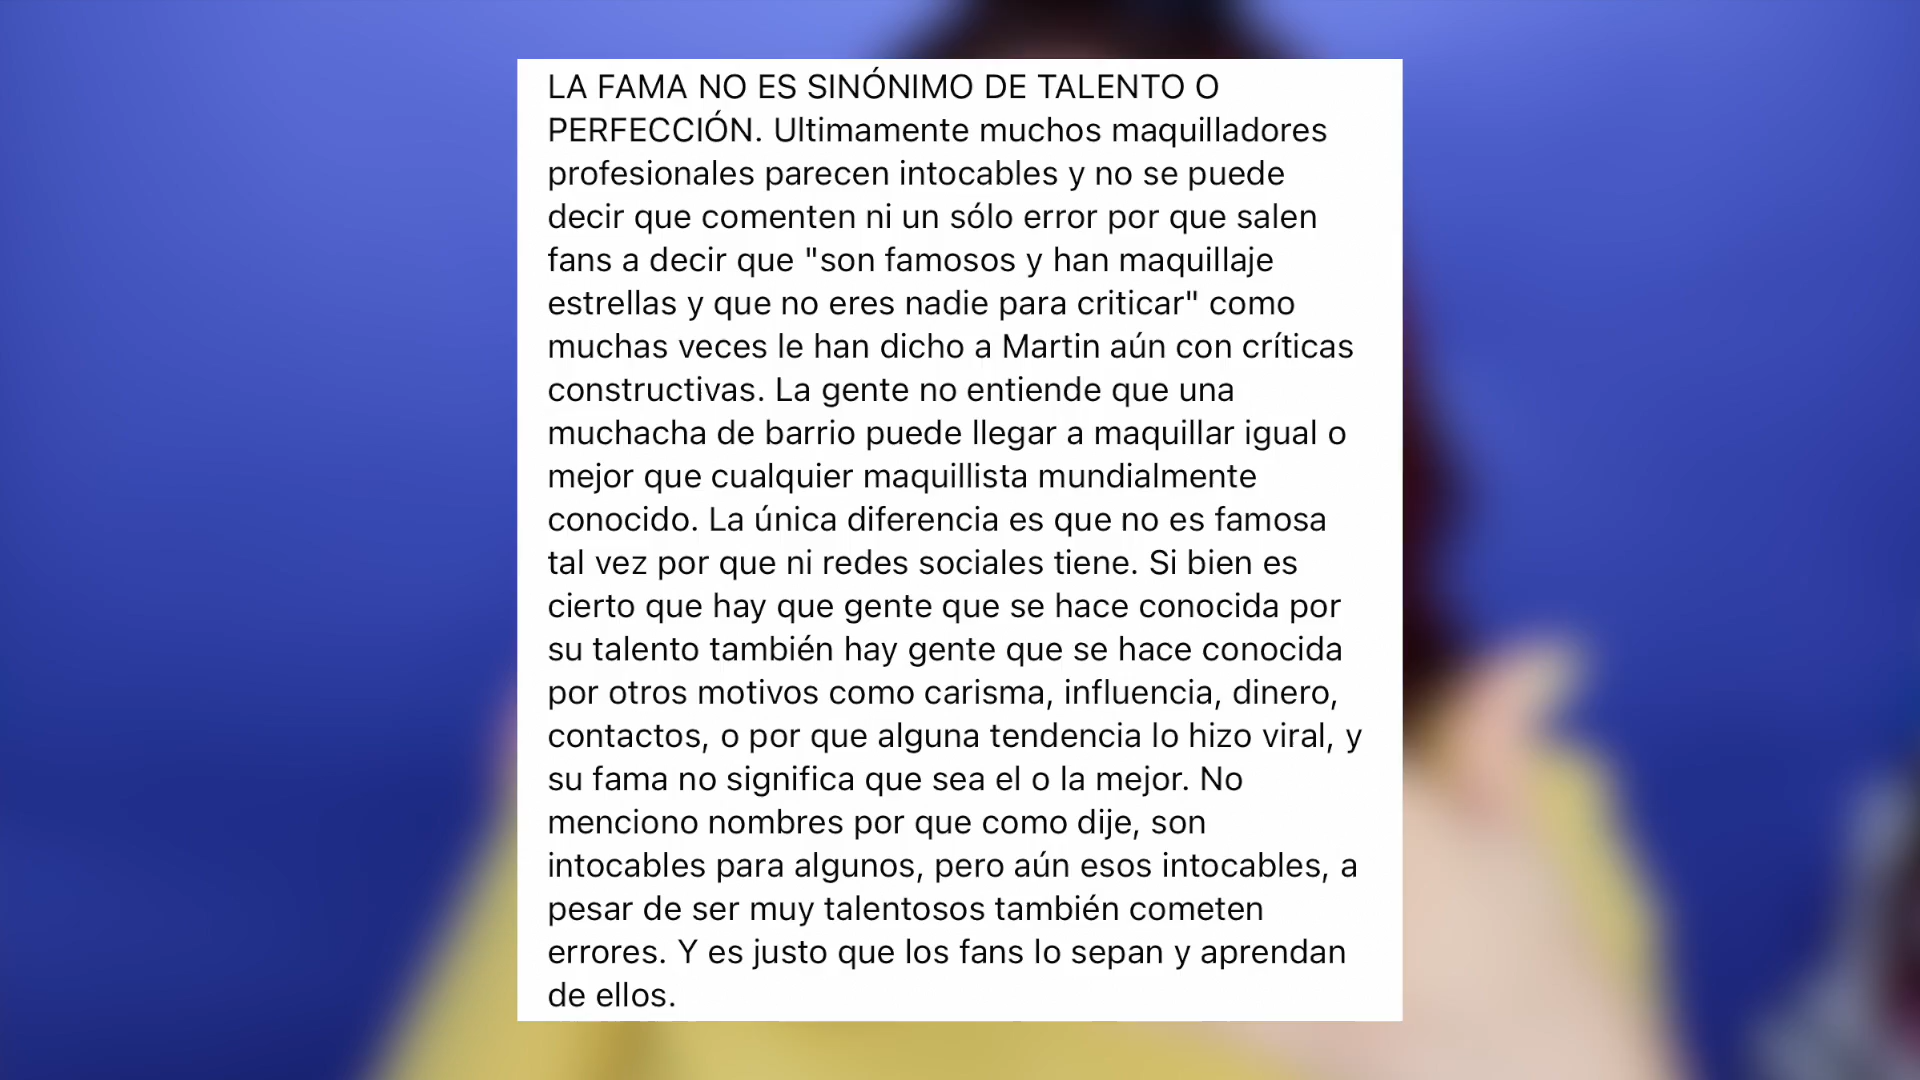 LA FAMA NO ES SINÓNIMO DE TALENTO O
PERFECCIÓN. Ultimamente muchos maquilladores
profesionales parecen intocables y no se puede
decir que comenten ni un sólo error por que salen
fans a decir que "son famosos y han maquillaje
estrellas y que no eres nadie para criticar" como
muchas veces le han dicho a Martin aún con críticas
constructivas. La gente no entiende que una
muchacha de barrio puede llegar a maquillar igual o
mejor que cualquier maquillista mundialmente
conocido. La única diferencia es que no es famosa
tal vez por que ni redes sociales tiene. Si bien es
cierto que hay que gente que se hace conocida por
su talento también hay gente que se hace conocida
por otros motivos como carisma, influencia, dinero,
contactos, o por que alguna tendencia lo hizo viral, y
su fama no significa que sea el o la mejor. No
menciono nombres por que como dije, son
intocables para algunos, pero aún esos intocables, a
pesar de ser muy talentosos también cometen
errores. Y es justo que los fans lo sepan y aprendan
de ellos.